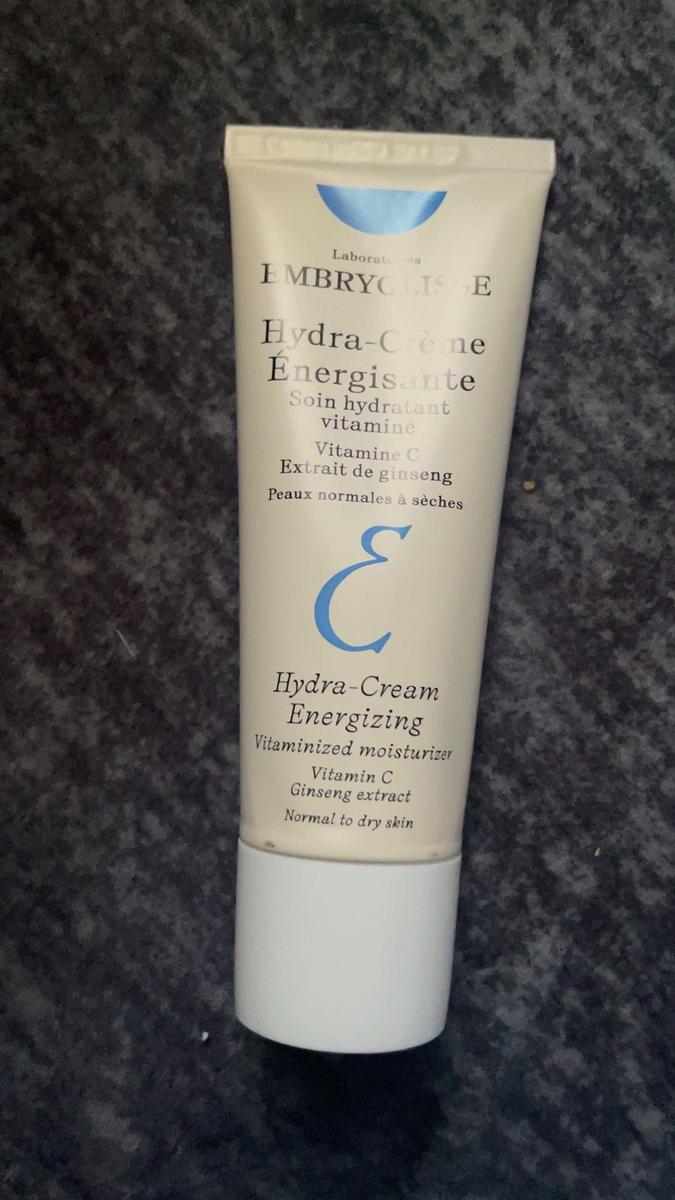 Laboratoires
EMBRYOLISSE
Hydra-Crème
Énergisante
Soin hydratant
vitaminé
Vitamine C
Extrait de ginseng
Peaux normales à sèches
E
Hydra-Cream
Energizing
Vitaminized moisturizer
Vitamin C
Ginseng extract
Normal to dry skin